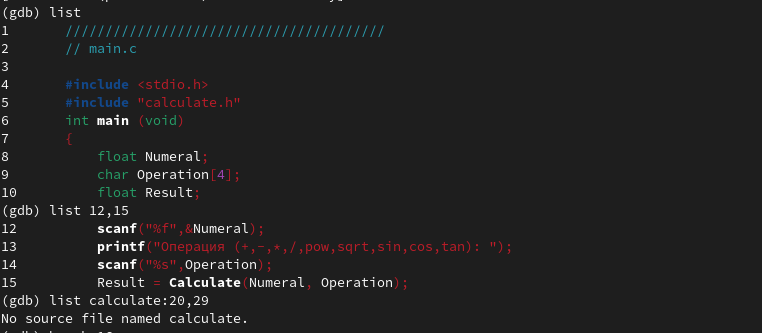 (gdb) list
1 ////////////////////////////////////////
2 // main.c
3
4 #include <stdio.h>
5 #include "calculate.h"
6 int main (void)
7 {
8 float Numeral;
9 char Operation[4];
10 float Result;
(gdb) list 12,15
12 scanf("%f",&Numeral);
13 printf("Операция (+,-,*,/,pow,sqrt,sin,cos,tan): ");
14 scanf("%s",Operation);
15 Result = Calculate(Numeral, Operation);
(gdb) list calculate:20,29
No source file named calculate.